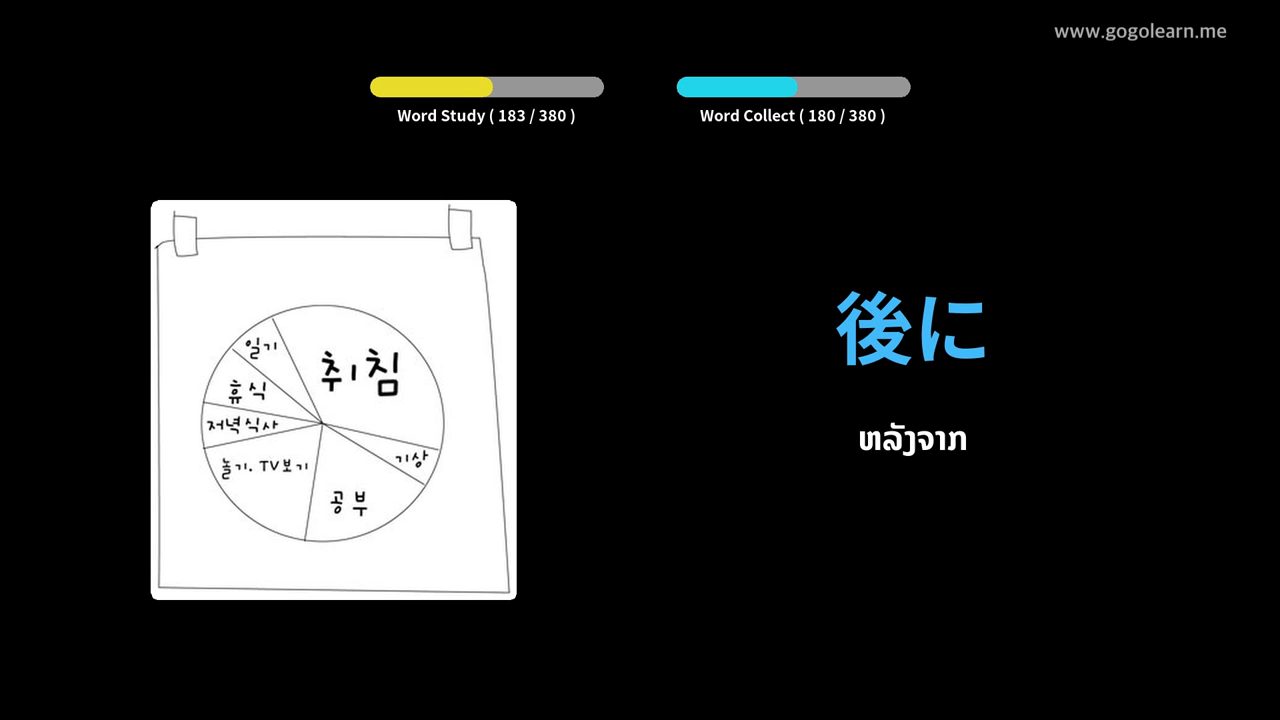 www.gogolearn.me
Word Study ( 183 / 380 )
Word Collect ( 180 / 380 )
일기
취침
휴식
저녁식사
놀기. TV보기
기상
공부
後に
ຫລັງຈາກ